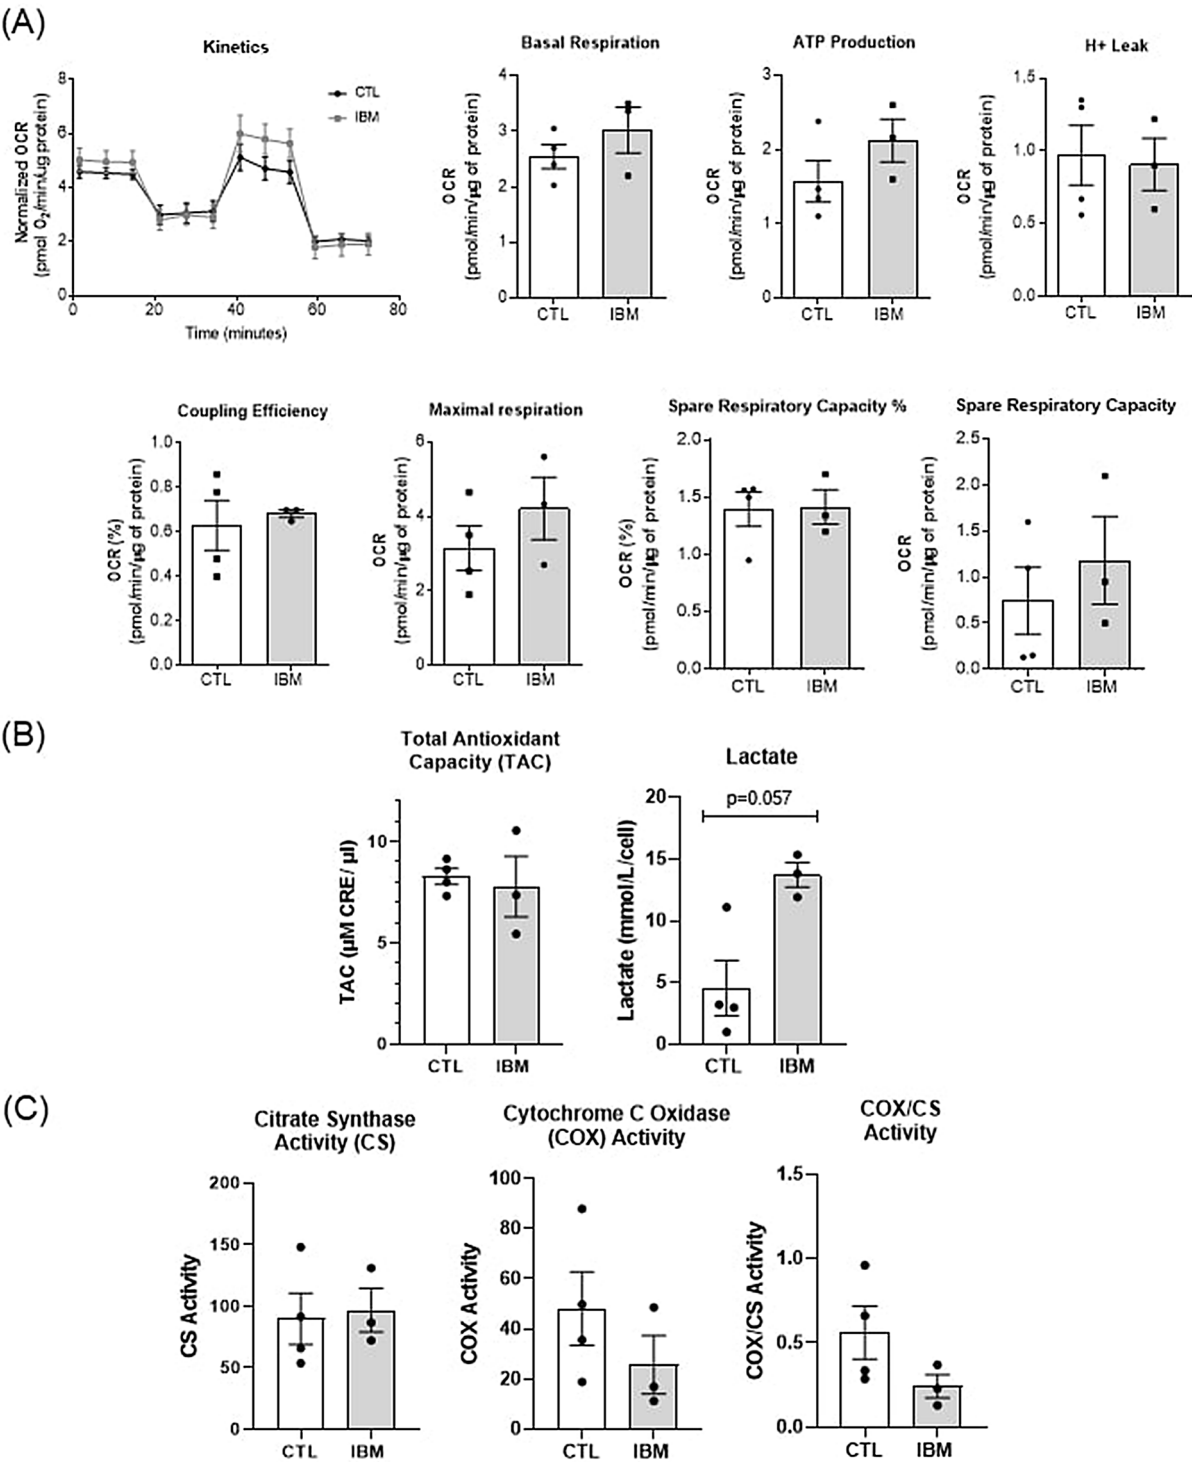 (A)
Kinetics
Normalized OCR
(pmol O2/min/ug protein)
8
6
4
2
0
0 20 40 60 80
Time (minutes)
CTL
IBM
Basal Respiration
OCR
(pmol/min/µg of protein)
4
3
2
1
0
CTL IBM
ATP Production
OCR
(pmol/min/µg of protein)
3
2
1
0
CTL IBM
H+ Leak
OCR
(pmol/min/µg of protein)
1.5
1.0
0.5
0.0
CTL IBM
Coupling Efficiency
OCR (%)
(pmol/min/µg of protein)
1.0
0.8
0.6
0.4
0.2
0.0
CTL IBM
Maximal respiration
OCR
(pmol/min/µg of protein)
6
4
2
0
CTL IBM
Spare Respiratory Capacity %
OCR (%)
(pmol/min/µg of protein)
2.0
1.5
1.0
0.5
0.0
CTL IBM
Spare Respiratory Capacity
OCR
(pmol/min/µg of protein)
2.5
2.0
1.5
1.0
0.5
0.0
CTL IBM
(B)
Total Antioxidant
Capacity (TAC)
TAC (µM CRE/ µl)
10
5
0
CTL IBM
Lactate
p=0.057
Lactate (mmol/L/cell)
20
15
10
5
0
CTL IBM
(C)
Citrate Synthase
Activity (CS)
CS Activity
200
150
100
50
0
CTL IBM
Cytochrome C Oxidase
(COX) Activity
COX Activity
100
80
60
40
20
0
CTL IBM
COX/CS
Activity
COX/CS Activity
1.5
1.0
0.5
0.0
CTL IBM